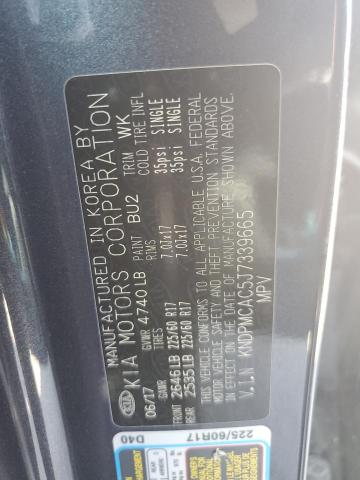 MANUFACTURED IN KOREA BY
KIA MOTORS CORPORATION
KIA
06/17 GVWR 4740LB PAINT BU2 TRIM WK
RIMS COLD TIRE INFL
FRONT 2646LB 225/60 R17 7.0Jx17 35psi SINGLE
REAR 2535LB 225/60 R17 7.0Jx17 35psi SINGLE
THIS VEHICLE CONFORMS TO ALL APPLICABLE U.S.A. FEDERAL
MOTOR VEHICLE SAFETY AND THEFT PREVENTION STANDARDS
IN EFFECT ON THE DATE OF MANUFACTURE SHOWN ABOVE.
V.I.N KNDPMCAC5J7339665
MPV
D40
225/60R17